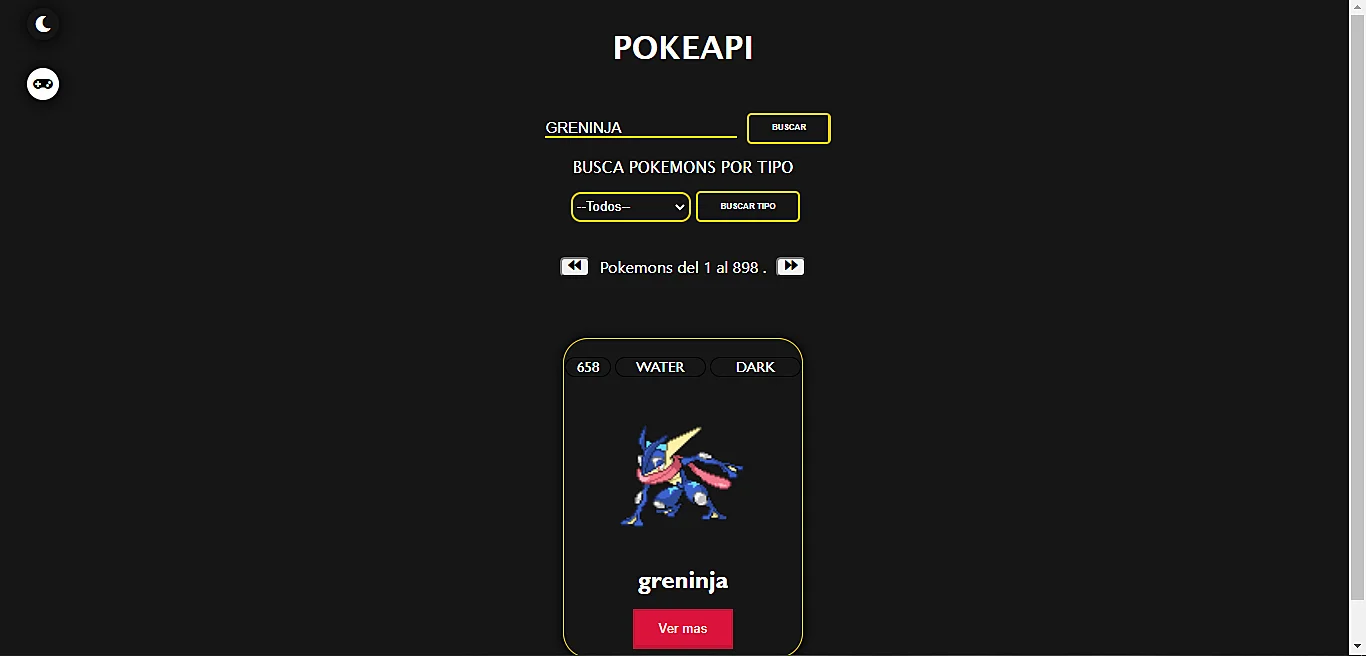 POKEAPI
GRENINJA BUSCAR
BUSCA POKEMONS POR TIPO
--Todos-- BUSCAR TIPO
Pokemons del 1 al 898 .
658 WATER DARK
greninja
Ver mas